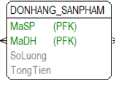 DONHANG_SANPHAM
MaSP (PFK)
MaDH (PFK)
SoLuong
TongTien